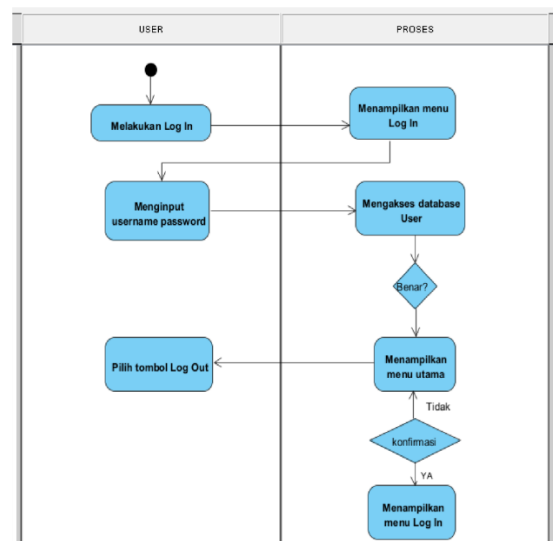 USER
PROSES
Melakukan Log In
Menampilkan menu
Log In
Menginput
username password
Mengakses database
User
Benar?
Pilih tombol Log Out
Menampilkan
menu utama
Tidak
konfirmasi
YA
Menampilkan
menu Log In